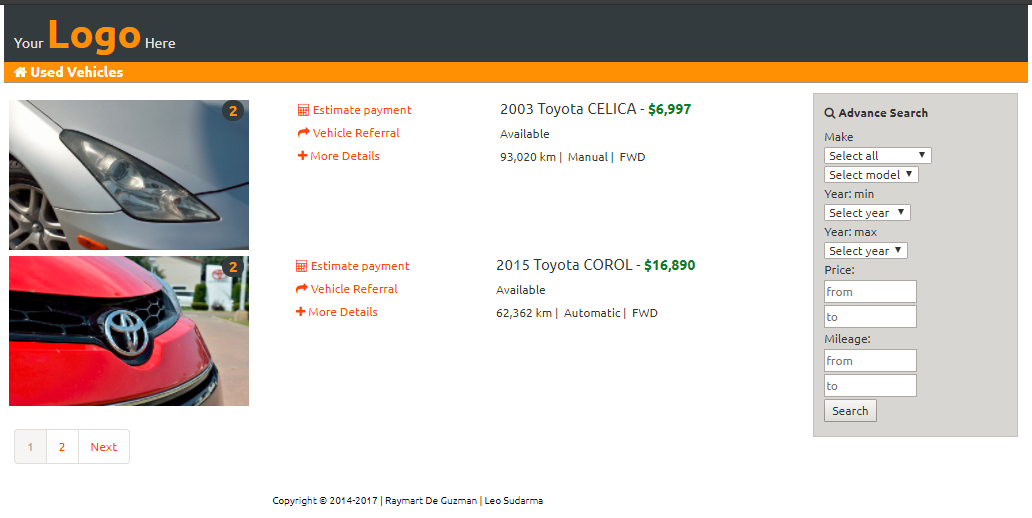 Your Logo Here
Used Vehicles
2
Estimate payment
Vehicle Referral
More Details
2003 Toyota CELICA - $6,997
Available
93,020 km | Manual | FWD
2
Estimate payment
Vehicle Referral
More Details
2015 Toyota COROL - $16,890
Available
62,362 km | Automatic | FWD
1 2 Next
Advance Search
Make
Select all
Select model
Year: min
Select year
Year: max
Select year
Price:
from
to
Mileage:
from
to
Search
Copyright © 2014-2017 | Raymart De Guzman | Leo Sudarma